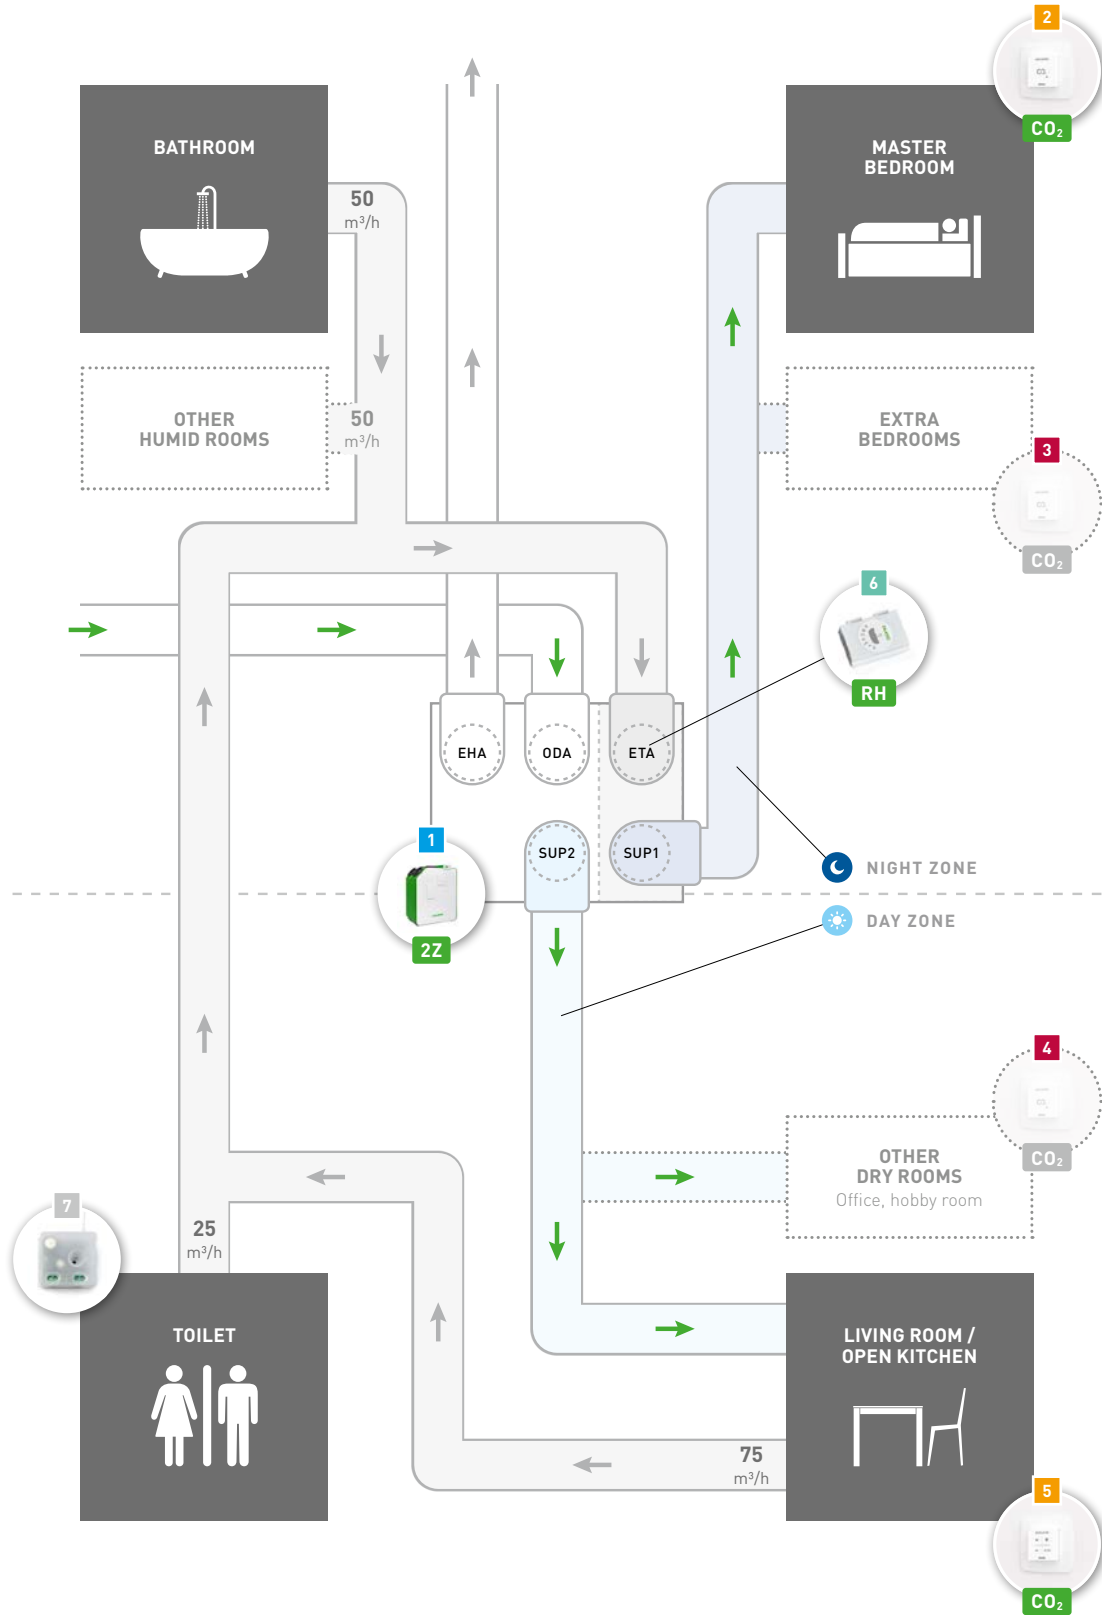 2
CO₂
BATHROOM
50
m³/h
MASTER
BEDROOM
OTHER
HUMID ROOMS
50
m³/h
EXTRA
BEDROOMS
3
CO₂
6
RH
EHA
ODA
ETA
SUP2
SUP1
1
2Z
NIGHT ZONE
DAY ZONE
4
CO₂
OTHER
DRY ROOMS
Office, hobby room
7
25
m³/h
TOILET
LIVING ROOM /
OPEN KITCHEN
75
m³/h
5
CO₂